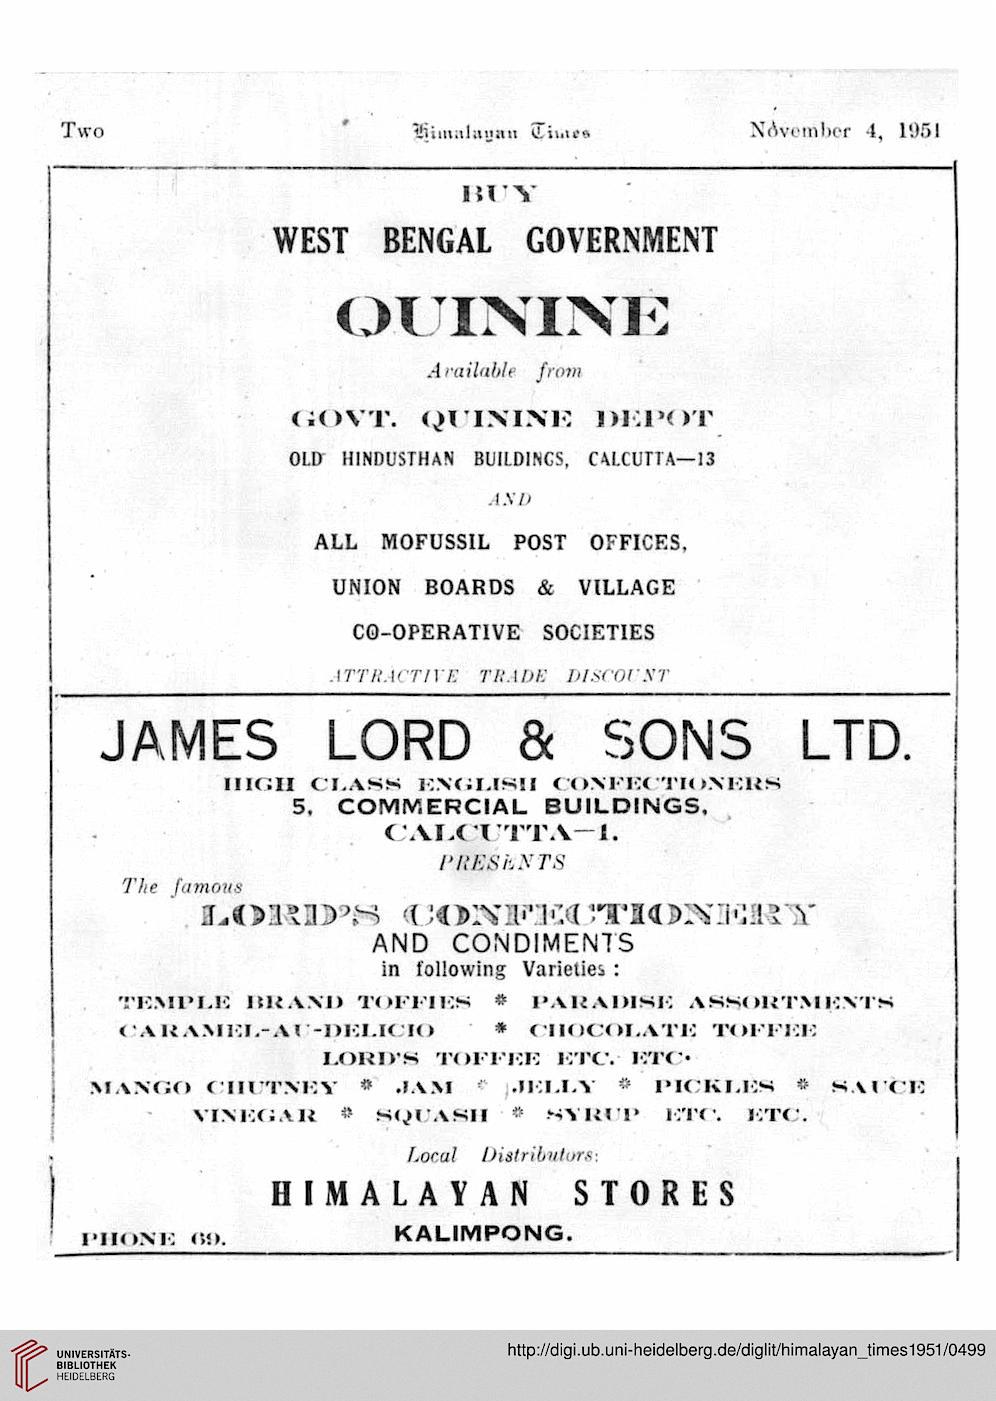 Two Himalayan Times November 4, 1951
BUY
WEST BENGAL GOVERNMENT
QUININE
Available from
GOVT. QUININE DEPOT
OLD HINDUSTHAN BUILDINGS, CALCUTTA—13
AND
ALL MOFUSSIL POST OFFICES,
UNION BOARDS & VILLAGE
CO-OPERATIVE SOCIETIES
ATTRACTIVE TRADE DISCOUNT
JAMES LORD & SONS LTD.
HIGH CLASS ENGLISH CONFECTIONERS
5, COMMERCIAL BUILDINGS,
CALCUTTA—1.
PRESENTS
The famous
LORD'S CONFECTIONERY
AND CONDIMENTS
in following Varieties :
TEMPLE BRAND TOFFIES * PARADISE ASSORTMENTS
CARAMEL-AU-DELICIO * CHOCOLATE TOFFEE
LORD'S TOFFEE ETC. ETC.
MANGO CHUTNEY * JAM * JELLY * PICKLES * SAUCE
VINEGAR * SQUASH * SYRUP ETC. ETC.
Local Distributors:
HIMALAYAN STORES
PHONE 69. KALIMPONG.
UNIVERSITÄTS-
BIBLIOTHEK
HEIDELBERG
http://digi.ub.uni-heidelberg.de/diglit/himalayan_times1951/0499